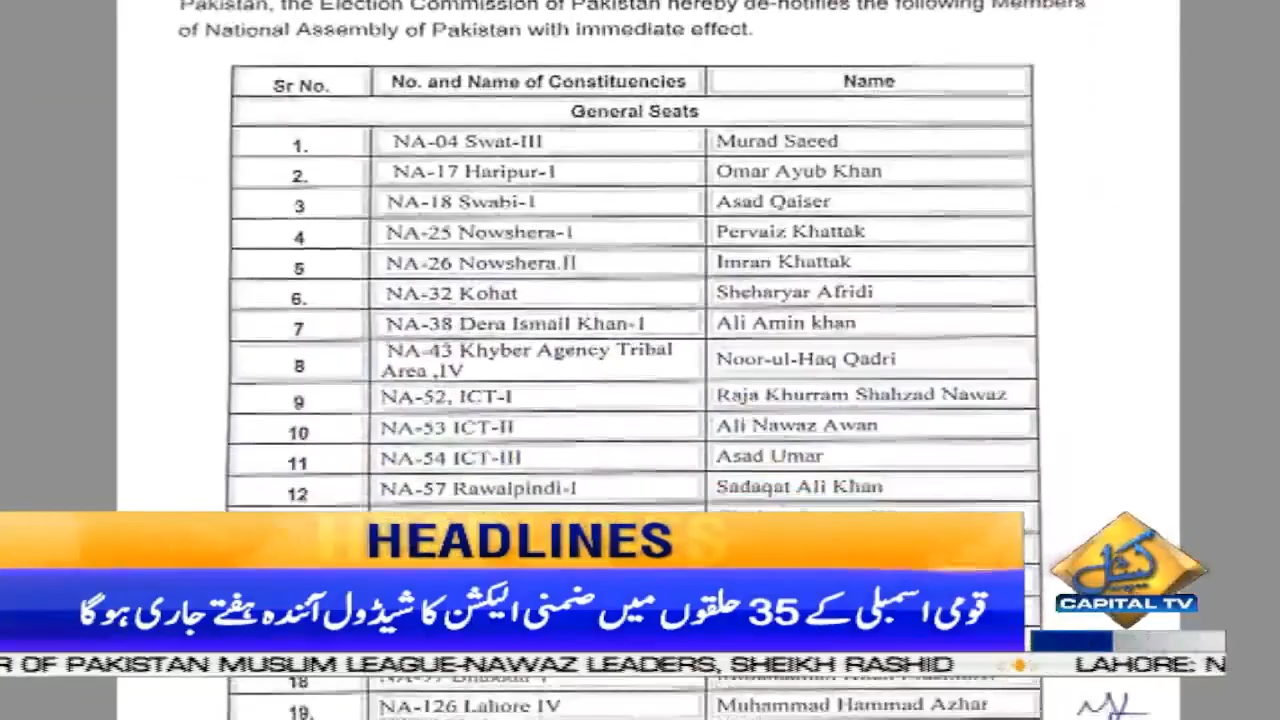 Pakistan, the Election Commission of Pakistan hereby de-notifies the following Members
of National Assembly of Pakistan with immediate effect.
Sr No. No. and Name of Constituencies Name
General Seats
1. NA-04 Swat-III Murad Saeed
2. NA-17 Haripur-I Omar Ayub Khan
3 NA-18 Swabi-I Asad Qaiser
4 NA-25 Nowshera-I Pervaiz Khattak
5 NA-26 Nowshera.II Imran Khattak
6. NA-32 Kohat Sheharyar Afridi
7 NA-38 Dera Ismail Khan-I Ali Amin khan
8 NA-43 Khyber Agency Tribal
Area ,IV Noor-ul-Haq Qadri
9 NA-52, ICT-I Raja Khurram Shahzad Nawaz
10 NA-53 ICT-II Ali Nawaz Awan
11 NA-54 ICT-III Asad Umar
12 NA-57 Rawalpindi-I Sadaqat Ali Khan
HEADLINES
قومی اسمبلی کے 35 حلقوں میں ضمنی الیکشن کا شیڈول آئندہ ہفتے جاری ہوگا
کیپیٹل
CAPITAL TV
R OF PAKISTAN MUSLIM LEAGUE-NAWAZ LEADERS, SHEIKH RASHID LAHORE: N
18
19. NA-126 Lahore IV Muhammad Hammad Azhar